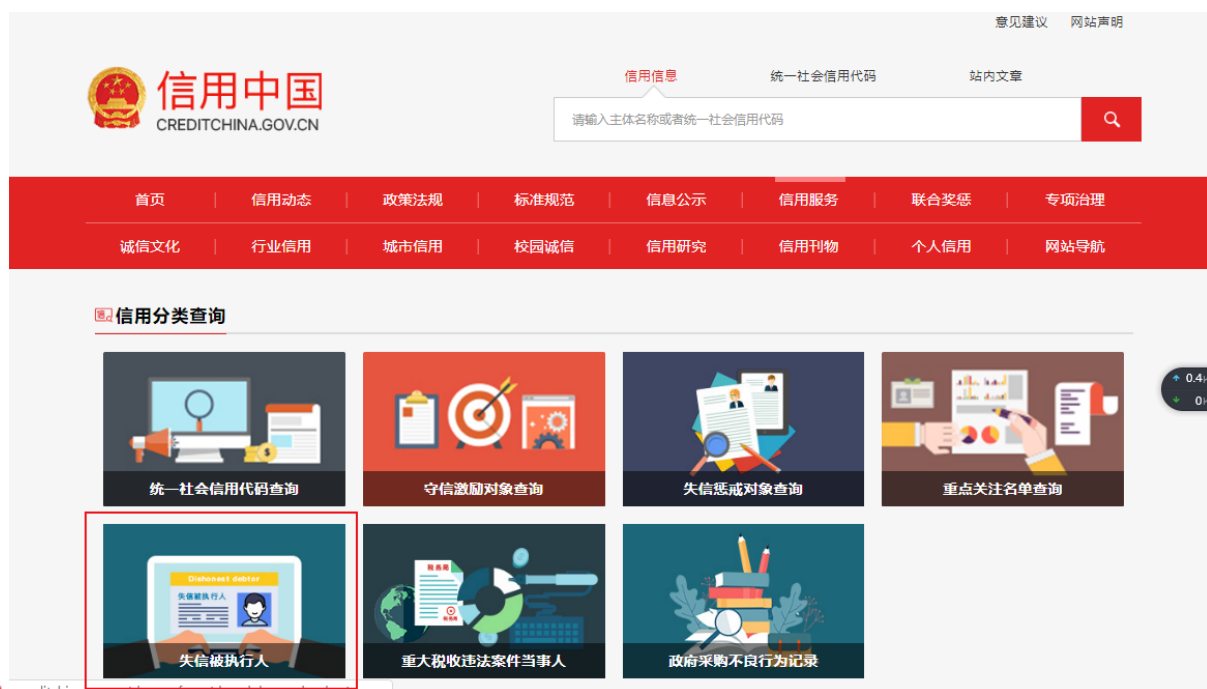 意见建议 网站声明
信用信息 统一社会信用代码 站内文章
信用中国
CREDITCHINA.GOV.CN
请输入主体名称或者统一社会信用代码
首页 信用动态 政策法规 标准规范 信息公示 信用服务 联合奖惩 专项治理
诚信文化 行业信用 城市信用 校园诚信 信用研究 信用刊物 个人信用 网站导航
信用分类查询
0.4
0
统一社会信用代码查询 守信激励对象查询 失信惩戒对象查询 重点关注名单查询
Dishonest debtor
失信被执行人
税务局
失信被执行人 重大税收违法案件当事人 政府采购不良行为记录